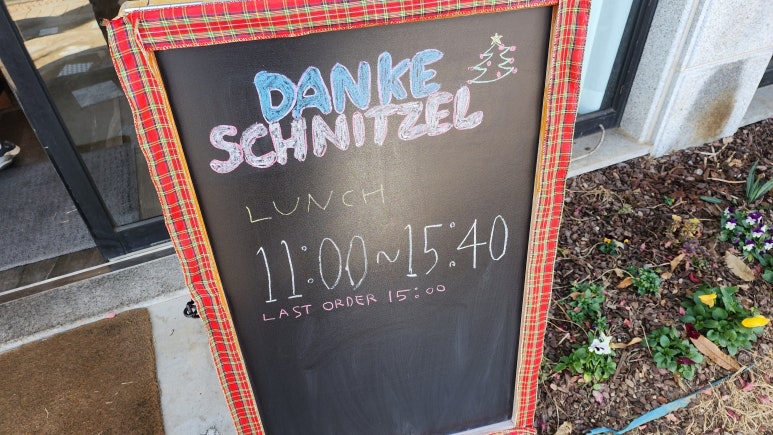 DANKE
SCHNITZEL
LUNCH
11:00~15:40
LAST ORDER 15:00